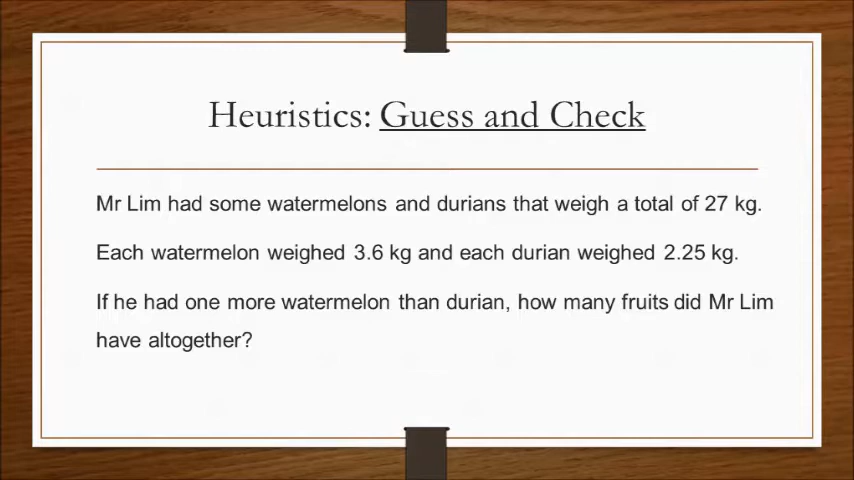 Heuristics: Guess and Check
Mr Lim had some watermelons and durians that weigh a total of 27 kg.
Each watermelon weighed 3.6 kg and each durian weighed 2.25 kg.
If he had one more watermelon than durian, how many fruits did Mr Lim
have altogether?